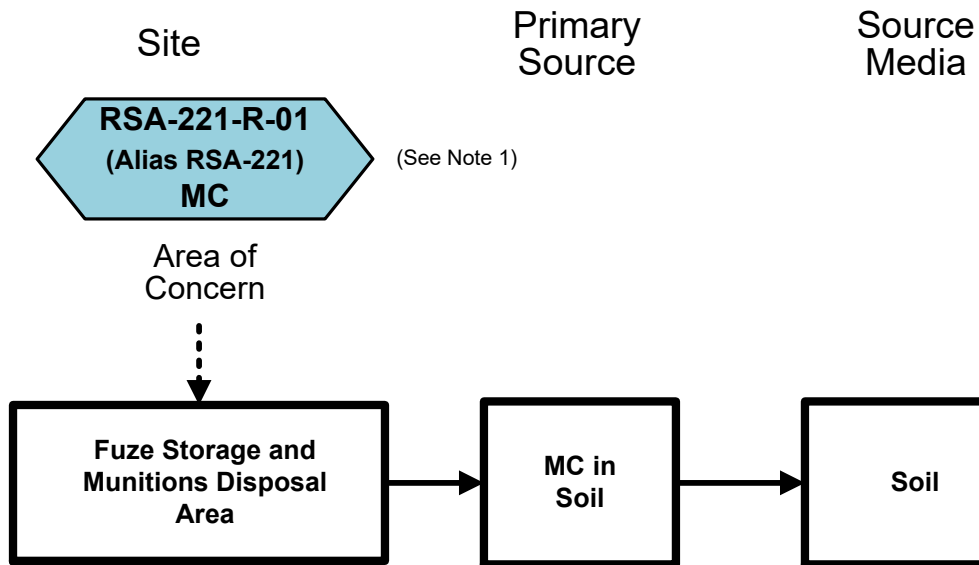 Site
Primary
Source
Source
Media
RSA-221-R-01
(Alias RSA-221)
MC
(See Note 1)
Area of
Concern
Fuze Storage and
Munitions Disposal
Area
MC in
Soil
Soil